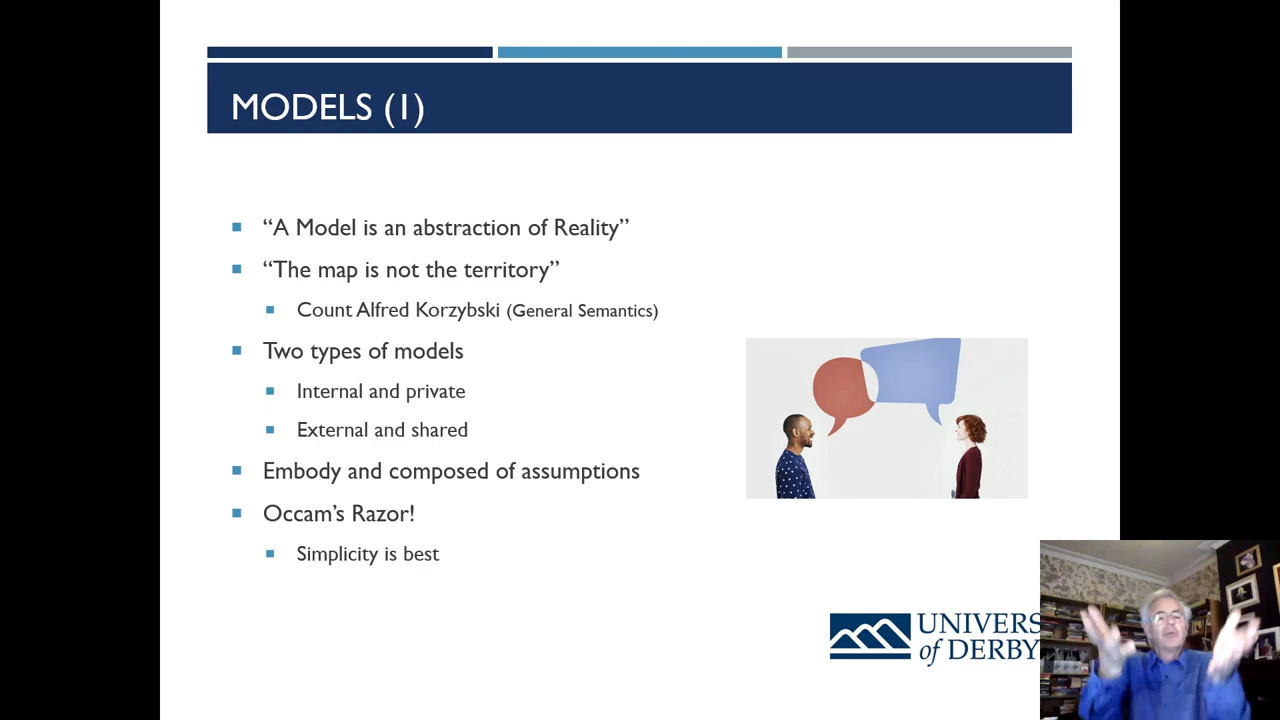 MODELS (1)
“A Model is an abstraction of Reality”
“The map is not the territory”
Count Alfred Korzybski (General Semantics)
Two types of models
Internal and private
External and shared
Embody and composed of assumptions
Occam’s Razor!
Simplicity is best
UNIVERS
of DERBY